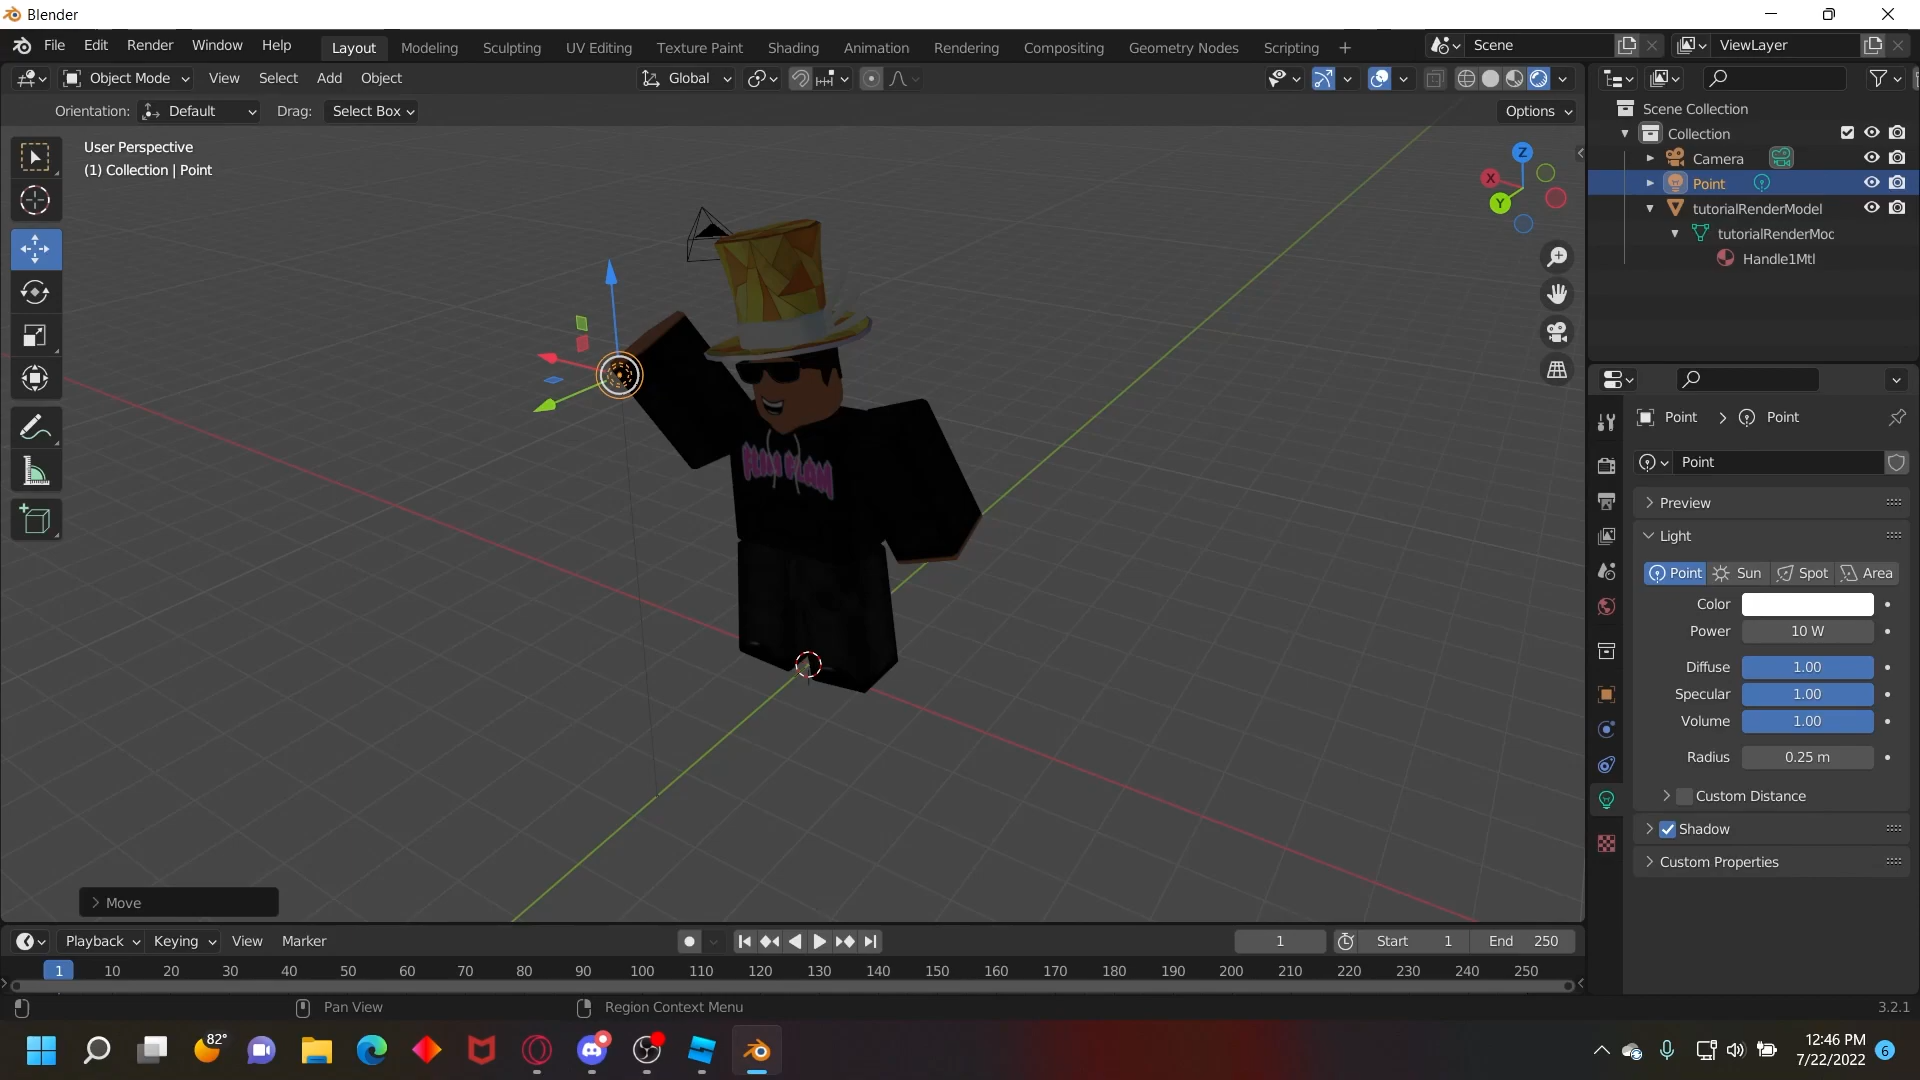 Blender
File Edit Render Window Help Layout Modeling Sculpting UV Editing Texture Paint Shading Animation Rendering Compositing Geometry Nodes Scripting + Scene ViewLayer
Object Mode View Select Add Object Global
Orientation: Default Drag: Select Box Options
User Perspective
(1) Collection | Point
Z
X
Y
Scene Collection
Collection
Camera
Point
tutorialRenderModel
tutorialRenderMoc
Handle1Mtl
Point > Point
Point
Preview
Light
Point Sun Spot Area
Color
Power 10 W
Diffuse 1.00
Specular 1.00
Volume 1.00
Radius 0.25 m
Custom Distance
Shadow
Custom Properties
Move
Playback Keying View Marker 1 Start 1 End 250
1 10 20 30 40 50 60 70 80 90 100 110 120 130 140 150 160 170 180 190 200 210 220 230 240 250
Pan View Region Context Menu 3.2.1
82°
12:46 PM
7/22/2022
6